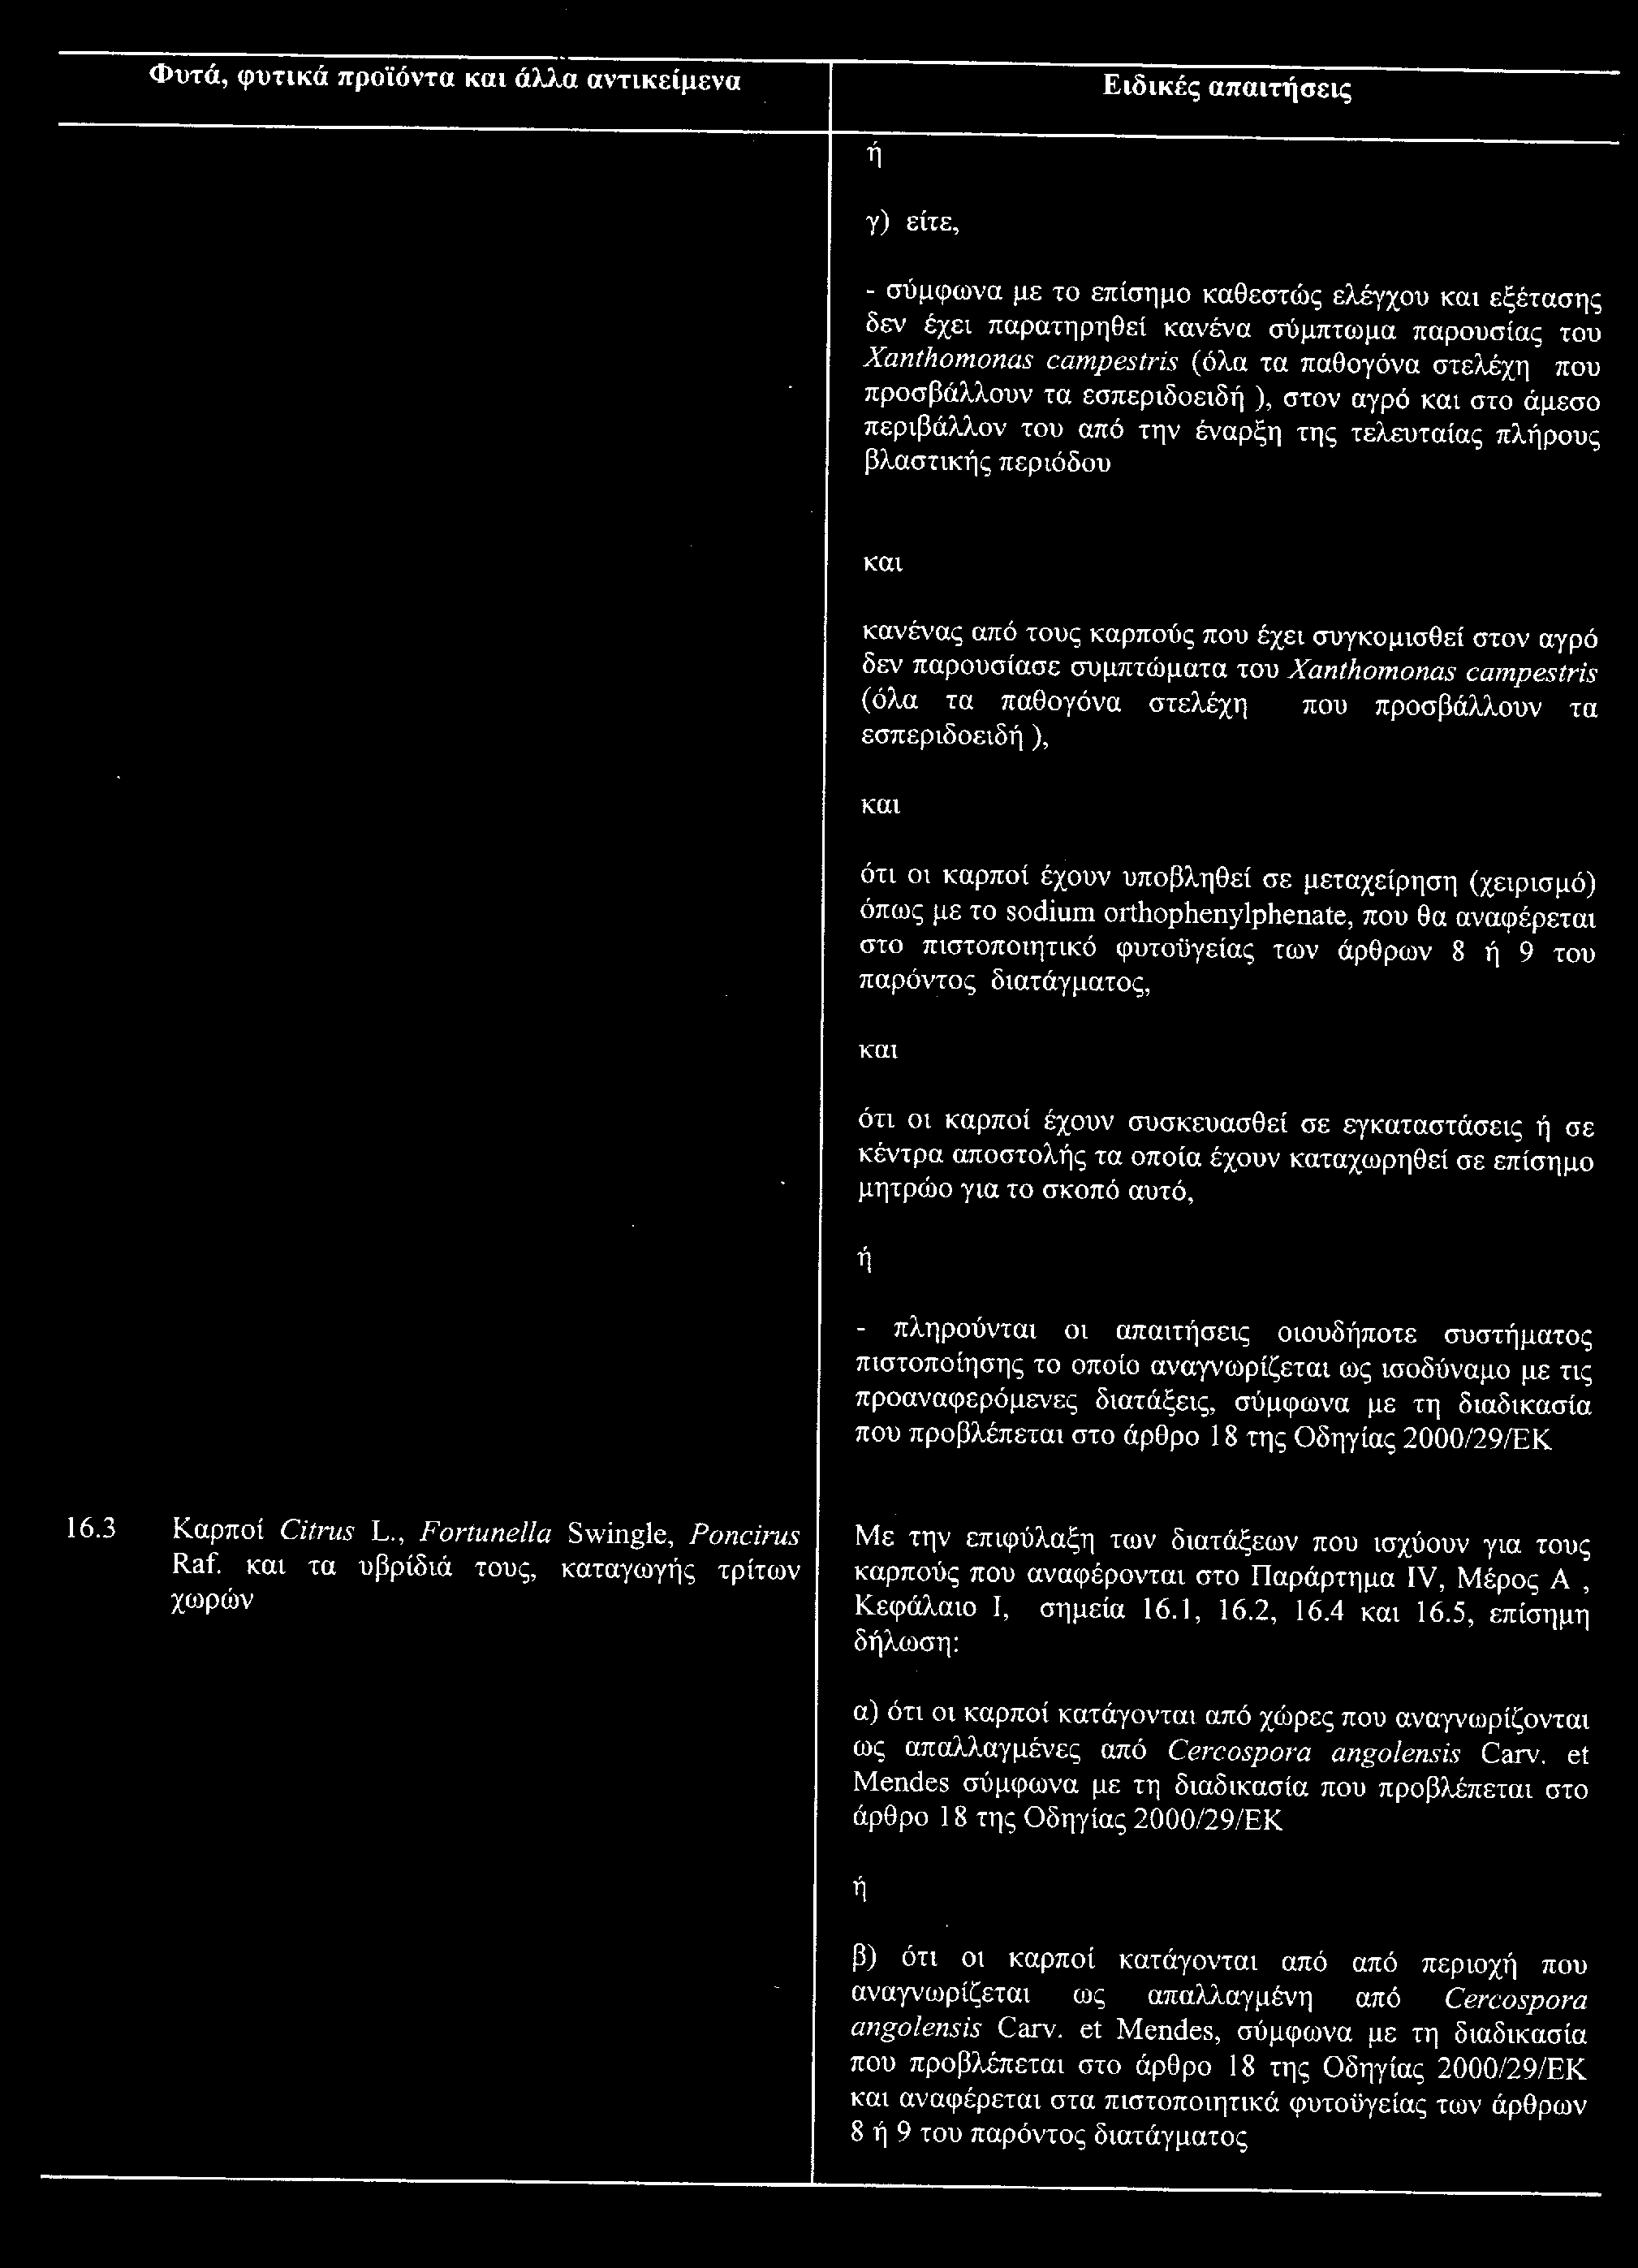 Φυτά, φυτικά προϊόντα και άλλα αντικείμενα
Ειδικές απαιτήσεις
ή
γ) είτε,
- σύμφωνα με το επίσημο καθεστώς ελέγχου και εξέτασης
δεν έχει παρατηρηθεί κανένα σύμπτωμα παρουσίας του
Xanthomonas campestris (όλα τα παθογόνα στελέχη που
προσβάλλουν τα εσπεριδοειδή ), στον αγρό και στο άμεσο
περιβάλλον του από την έναρξη της τελευταίας πλήρους
βλαστικής περιόδου
και
κανένας από τους καρπούς που έχει συγκομισθεί στον αγρό
δεν παρουσίασε συμπτώματα του Xanthomonas campestris
(όλα τα παθογόνα στελέχη που προσβάλλουν τα
εσπεριδοειδή ),
και
ότι οι καρποί έχουν υποβληθεί σε μεταχείρηση (χειρισμό)
όπως με το sodium orthophenylphenate, που θα αναφέρεται
στο πιστοποιητικό φυτοϋγείας των άρθρων 8 ή 9 του
παρόντος διατάγματος,
και
ότι οι καρποί έχουν συσκευασθεί σε εγκαταστάσεις ή σε
κέντρα αποστολής τα οποία έχουν καταχωρηθεί σε επίσημο
μητρώο για το σκοπό αυτό,
ή
- πληρούνται οι απαιτήσεις οιουδήποτε συστήματος
πιστοποίησης το οποίο αναγνωρίζεται ως ισοδύναμο με τις
προαναφερόμενες διατάξεις, σύμφωνα με τη διαδικασία
που προβλέπεται στο άρθρο 18 της Οδηγίας 2000/29/ΕΚ
16.3 Καρποί Citrus L., Fortunella Swingle, Poncirus
Raf. και τα υβρίδιά τους, καταγωγής τρίτων
χωρών
Με την επιφύλαξη των διατάξεων που ισχύουν για τους
καρπούς που αναφέρονται στο Παράρτημα IV, Μέρος Α ,
Κεφάλαιο Ι, σημεία 16.1, 16.2, 16.4 και 16.5, επίσημη
δήλωση:
α) ότι οι καρποί κατάγονται από χώρες που αναγνωρίζονται
ως απαλλαγμένες από Cercospora angolensis Carv. et
Mendes σύμφωνα με τη διαδικασία που προβλέπεται στο
άρθρο 18 της Οδηγίας 2000/29/ΕΚ
ή
β) ότι οι καρποί κατάγονται από από περιοχή που
αναγνωρίζεται ως απαλλαγμένη από Cercospora
angolensis Carv. et Mendes, σύμφωνα με τη διαδικασία
που προβλέπεται στο άρθρο 18 της Οδηγίας 2000/29/ΕΚ
και αναφέρεται στα πιστοποιητικά φυτοϋγείας των άρθρων
8 ή 9 του παρόντος διατάγματος